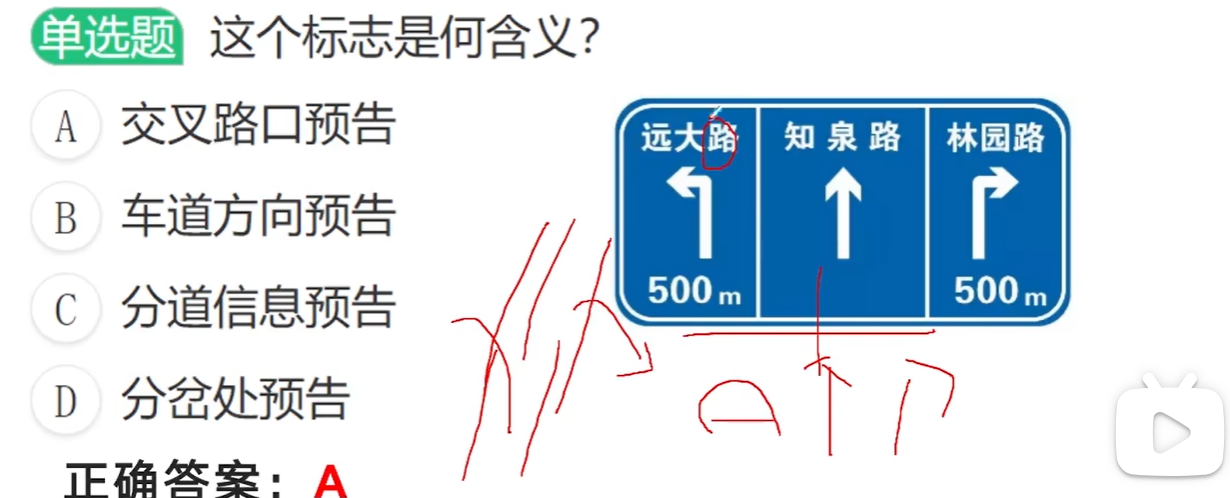 单选题 这个标志是何含义？
A 交叉路口预告
B 车道方向预告
C 分道信息预告
D 分岔处预告
正确答案：A
远大路 知泉路 林园路
500m 500m